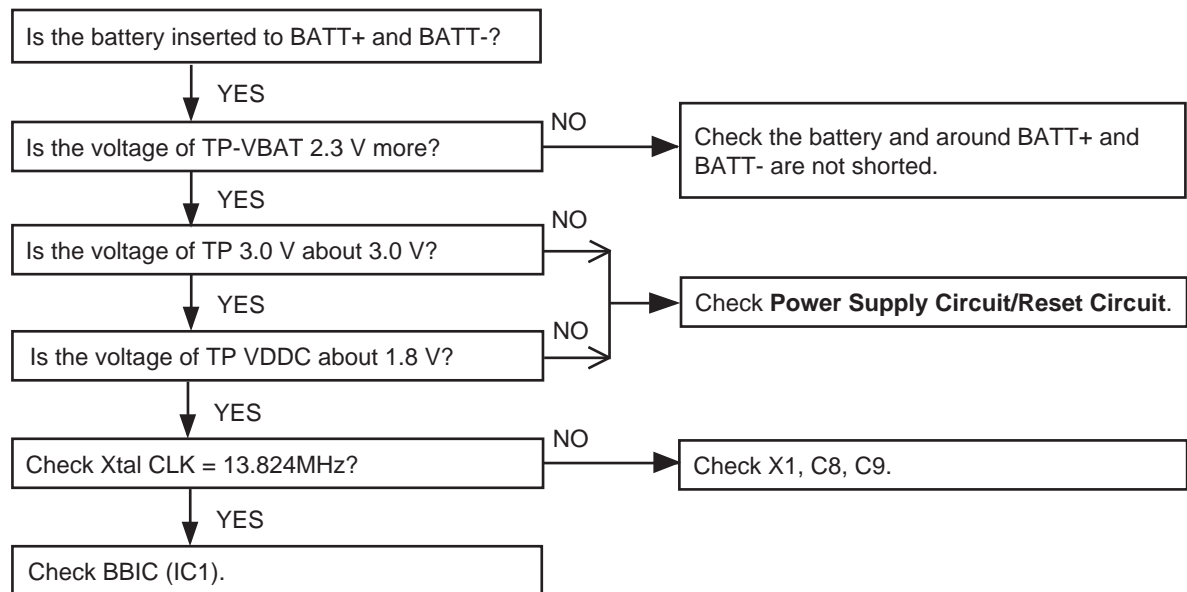 Is the battery inserted to BATT+ and BATT-?
YES
Is the voltage of TP-VBAT 2.3 V more?
NO
Check the battery and around BATT+ and
BATT- are not shorted.
YES
Is the voltage of TP 3.0 V about 3.0 V?
NO
Check Power Supply Circuit/Reset Circuit.
YES
Is the voltage of TP VDDC about 1.8 V?
NO
YES
Check Xtal CLK = 13.824MHz?
NO
Check X1, C8, C9.
YES
Check BBIC (IC1).